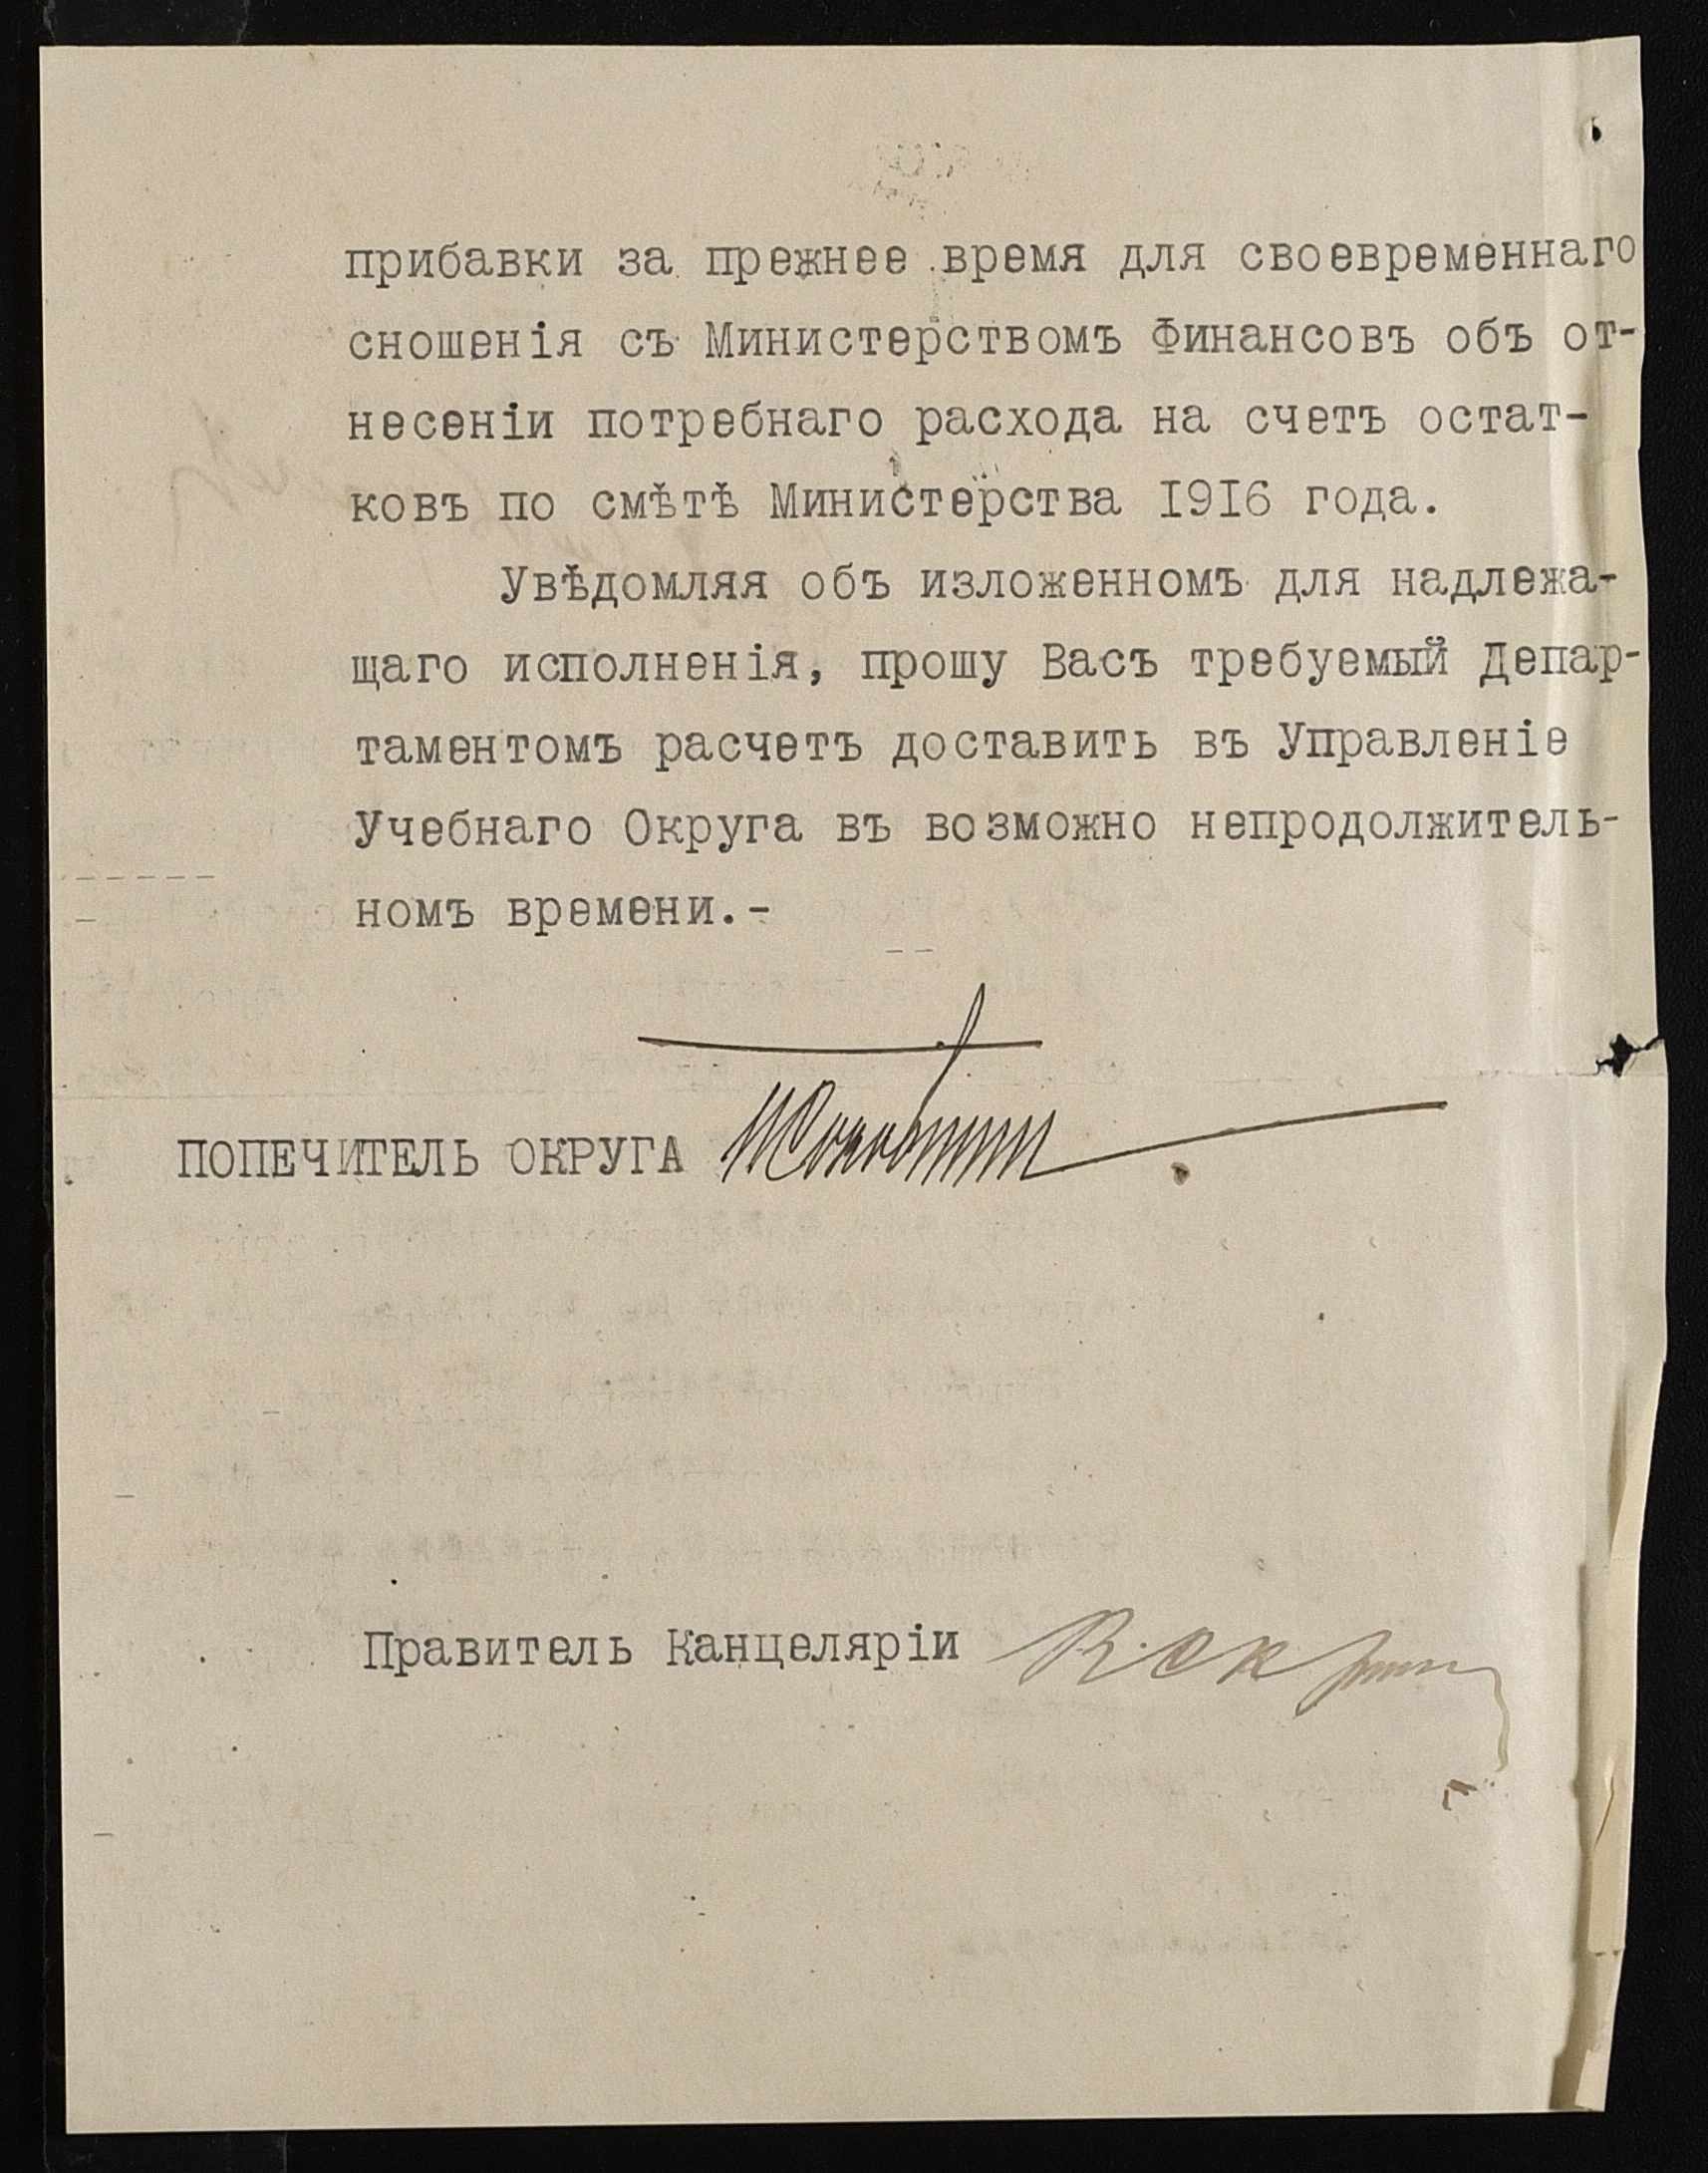 прибавки за прежнее время для своевременнаго
сношенія съ Министерствомъ Финансовъ объ от-
несеніи потребнаго расхода на счетъ остат-
ковъ по смѣтѣ Министерства I9I6 года.
Увѣдомляя объ изложенномъ для надлежа-
щаго исполненія, прошу Васъ требуемый Депар-
таментомъ расчетъ доставить въ Управленіе
Учебнаго Округа въ возможно непродолжитель-
номъ времени.-
ПОПЕЧИТЕЛЬ ОКРУГА
Правитель Канцеляріи